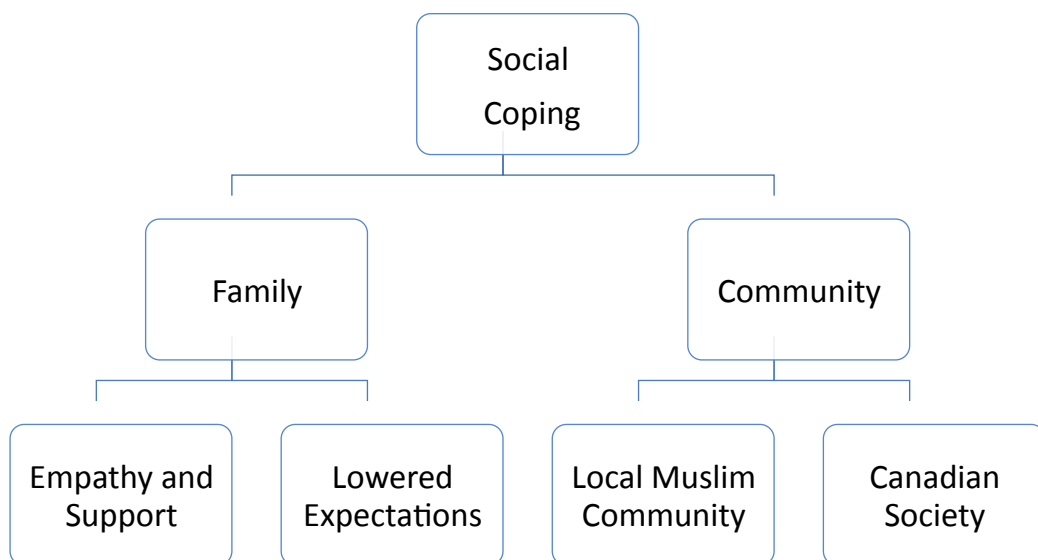 Social
Coping
Family
Community
Empathy and
Support
Lowered
Expectations
Local Muslim
Community
Canadian
Society